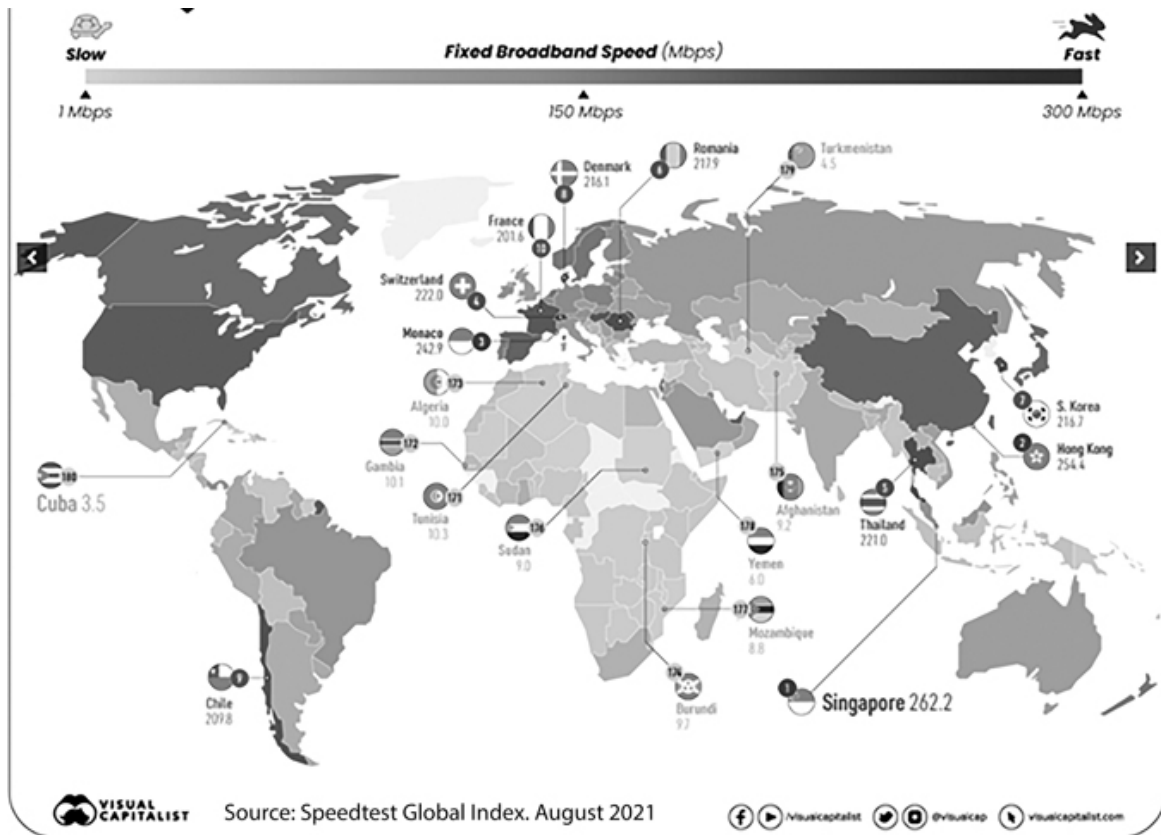 Slow
Fixed Broadband Speed (Mbps)
Fast
1 Mbps
150 Mbps
300 Mbps
Romania
217.9
6
Turkmenistan
4.5
179
Denmark
216.1
8
France
201.6
10
Switzerland
222.0
4
Monaco
242.9
3
Algeria
10.0
173
Gambia
10.1
172
Tunisia
10.3
171
Cuba 3.5
180
Sudan
9.0
176
Afghanistan
9.2
175
Yemen
6.0
178
Mozambique
8.8
177
Burundi
9.7
174
Thailand
221.0
5
S. Korea
216.7
7
Hong Kong
254.4
2
Chile
209.8
9
1
Singapore 262.2
VISUAL
CAPITALIST
Source: Speedtest Global Index. August 2021
/visualcapitalist
@visualcap
visualcapitalist.com